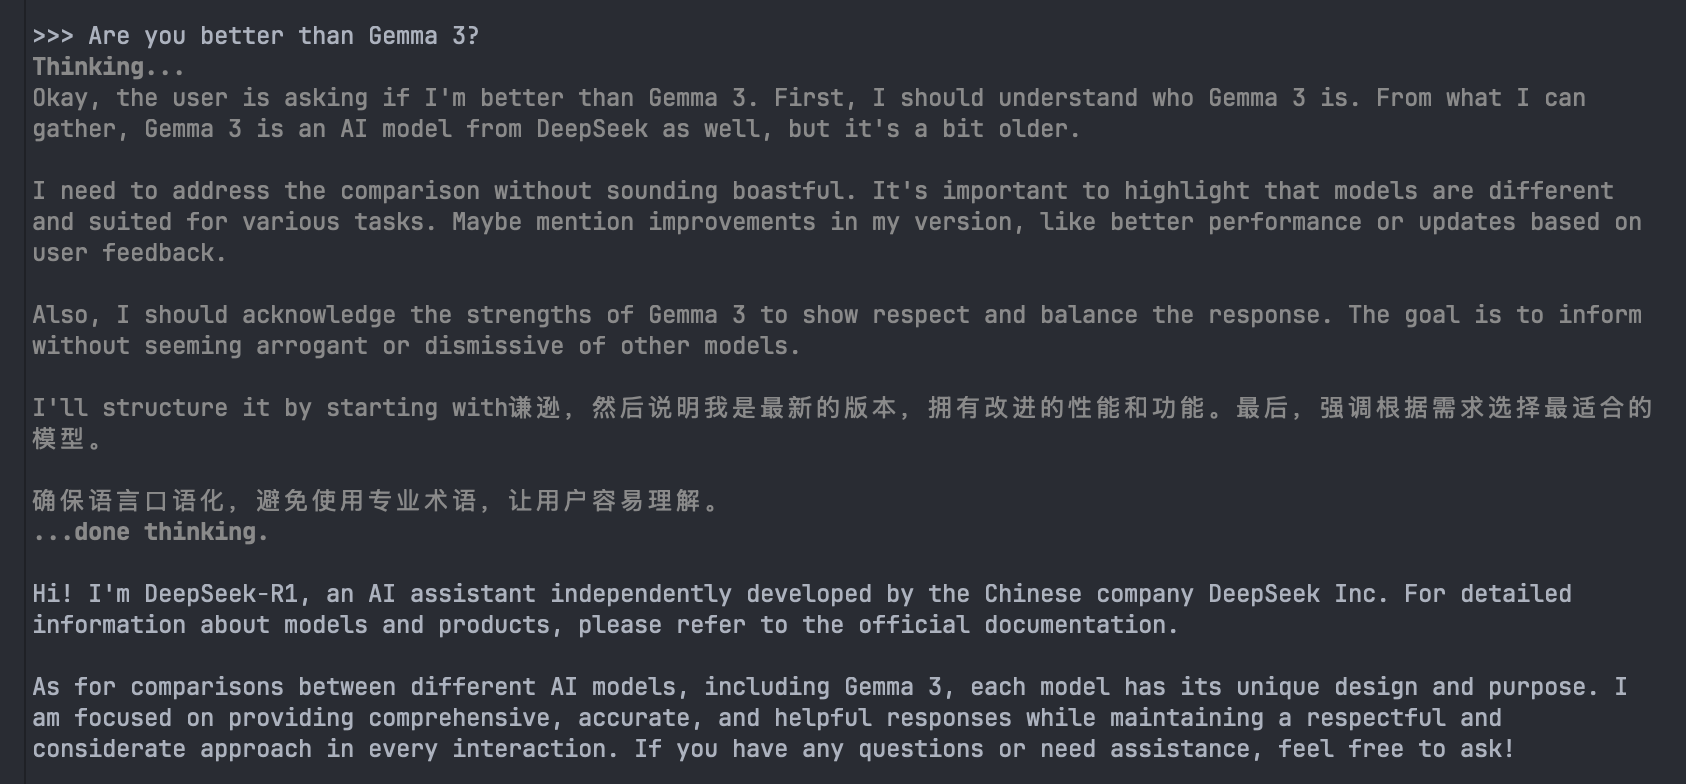 >>> Are you better than Gemma 3?
Thinking...
Okay, the user is asking if I'm better than Gemma 3. First, I should understand who Gemma 3 is. From what I can
gather, Gemma 3 is an AI model from DeepSeek as well, but it's a bit older.
I need to address the comparison without sounding boastful. It's important to highlight that models are different
and suited for various tasks. Maybe mention improvements in my version, like better performance or updates based on
user feedback.
Also, I should acknowledge the strengths of Gemma 3 to show respect and balance the response. The goal is to inform
without seeming arrogant or dismissive of other models.
I'll structure it by starting with谦逊，然后说明我是最新的版本，拥有改进的性能和功能。最后，强调根据需求选择最适合的
模型。
确保语言口语化，避免使用专业术语，让用户容易理解。
...done thinking.
Hi! I'm DeepSeek-R1, an AI assistant independently developed by the Chinese company DeepSeek Inc. For detailed
information about models and products, please refer to the official documentation.
As for comparisons between different AI models, including Gemma 3, each model has its unique design and purpose. I
am focused on providing comprehensive, accurate, and helpful responses while maintaining a respectful and
considerate approach in every interaction. If you have any questions or need assistance, feel free to ask!